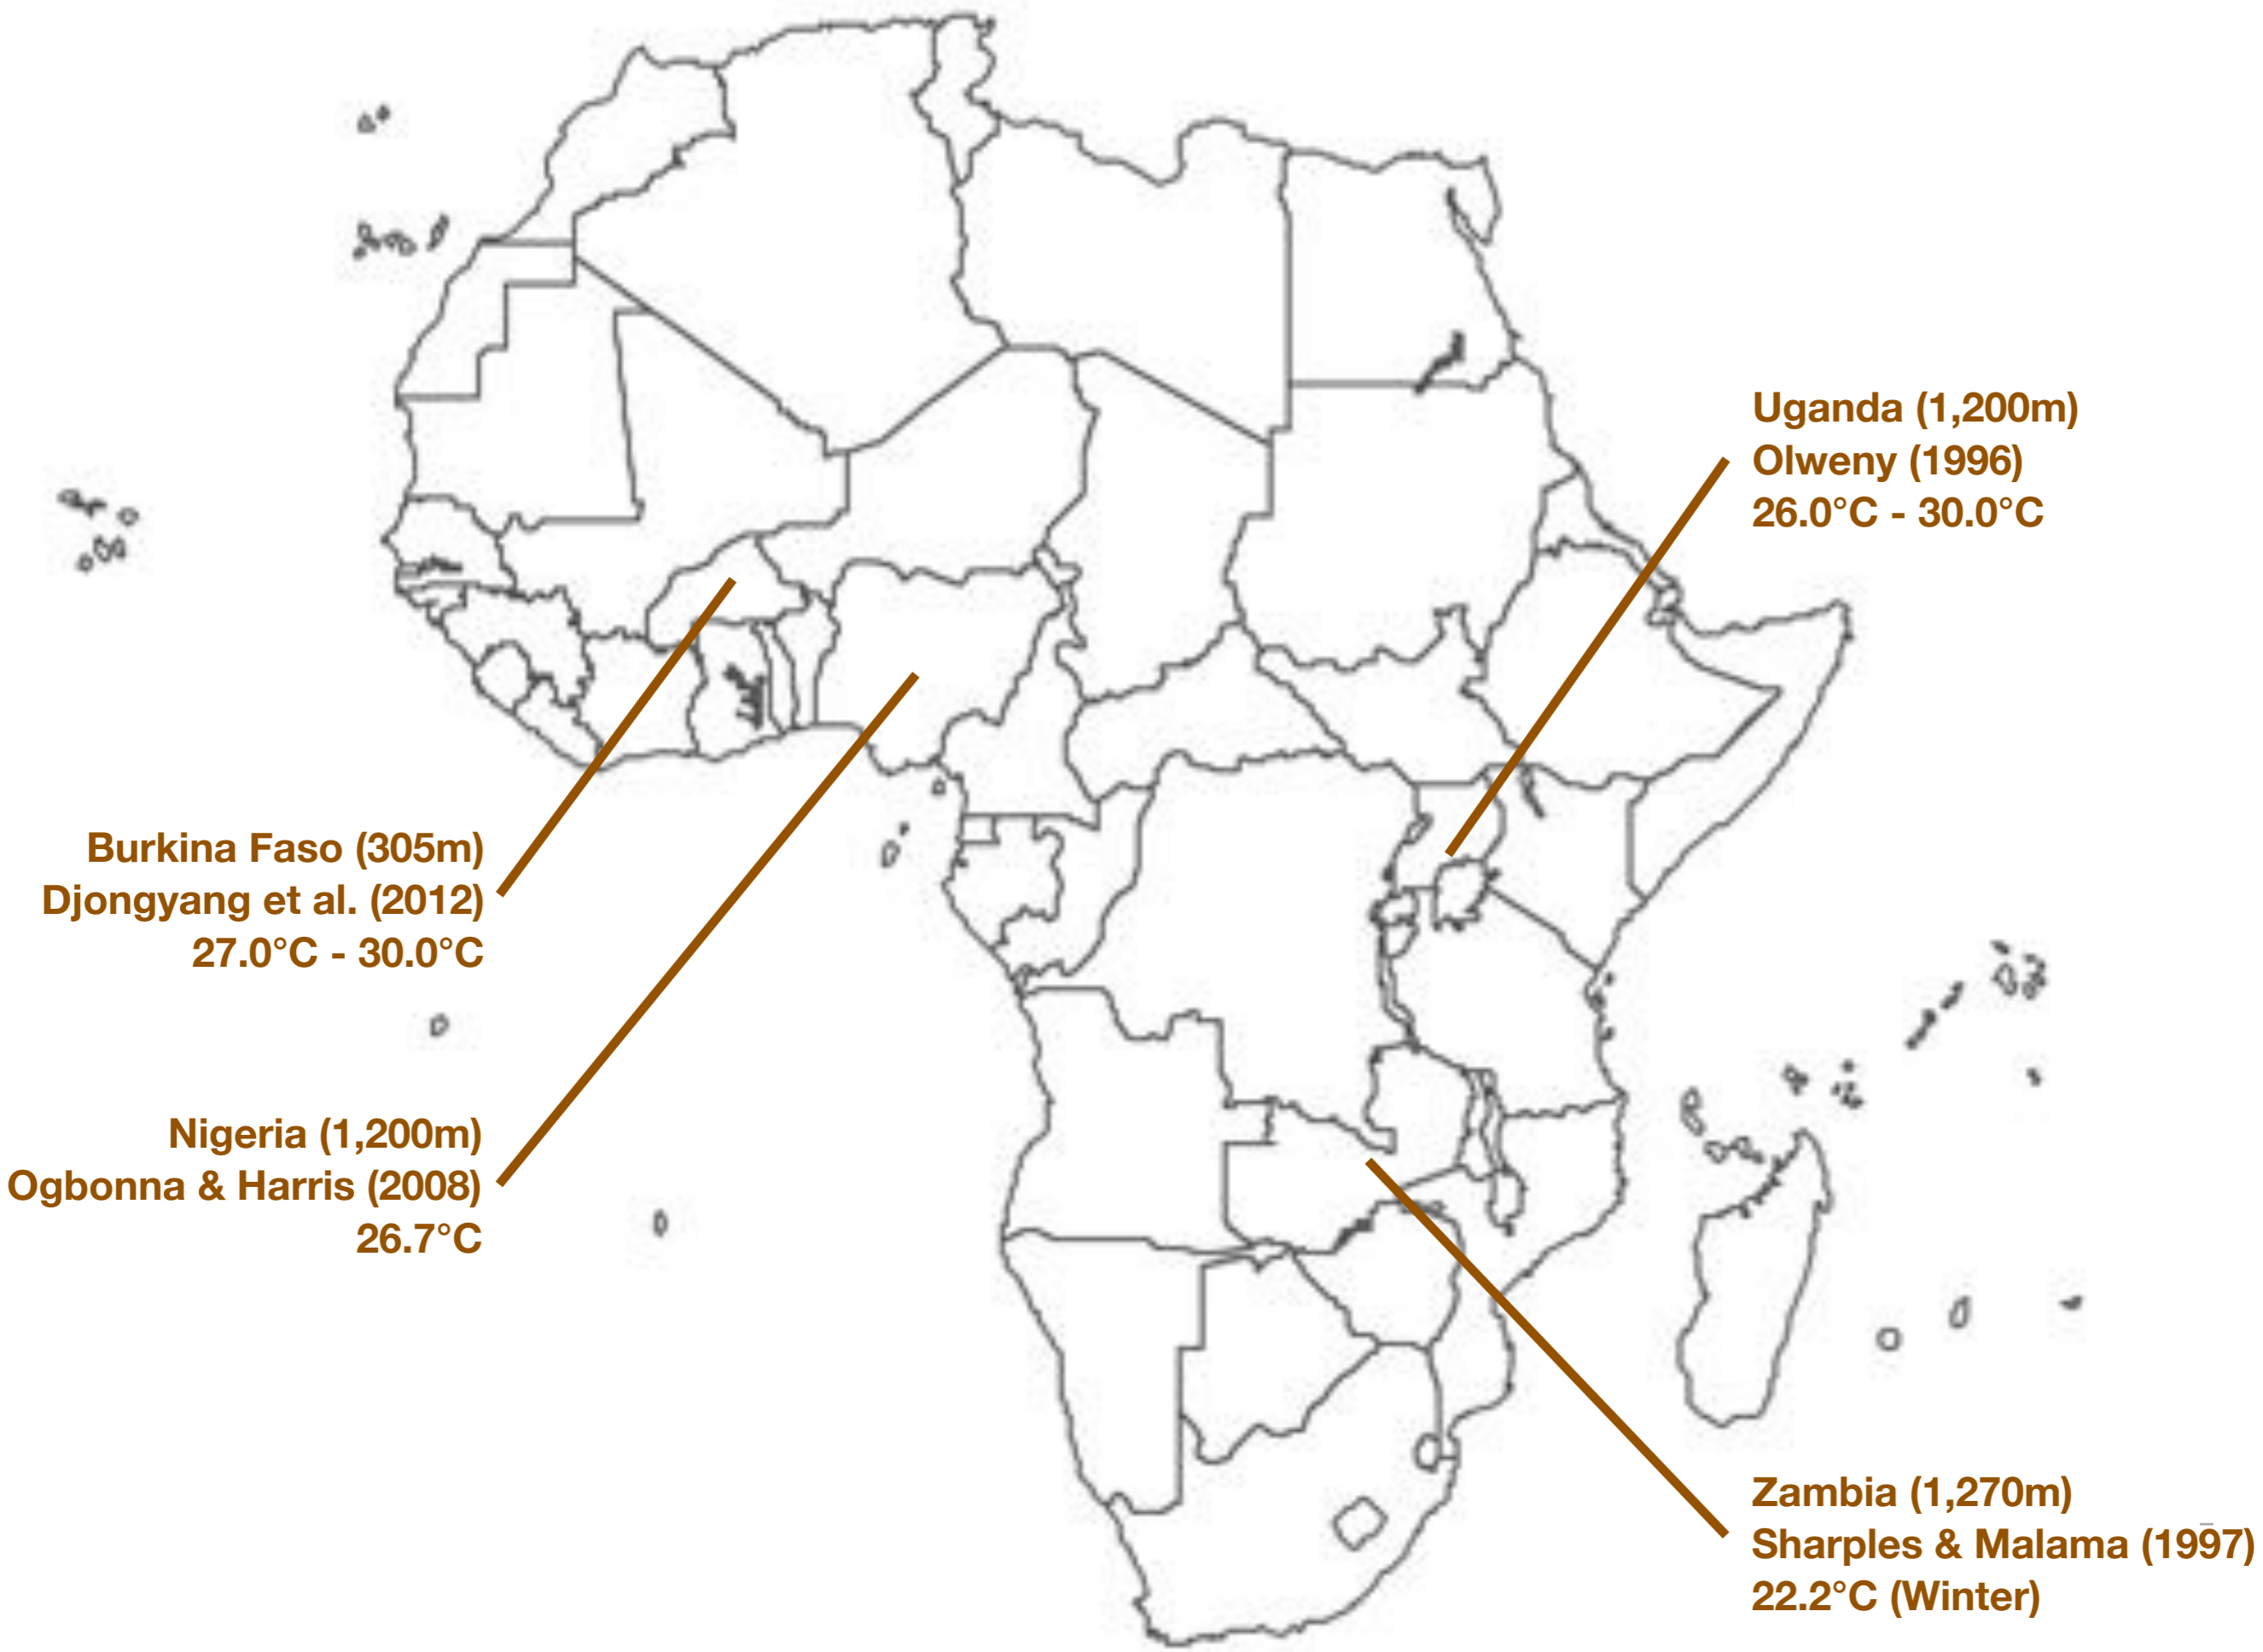 Uganda (1,200m)
Olweny (1996)
26.0°C - 30.0°C
Burkina Faso (305m)
Djongyang et al. (2012)
27.0°C - 30.0°C
Nigeria (1,200m)
Ogbonna & Harris (2008)
26.7°C
Zambia (1,270m)
Sharples & Malama (1997)
22.2°C (Winter)